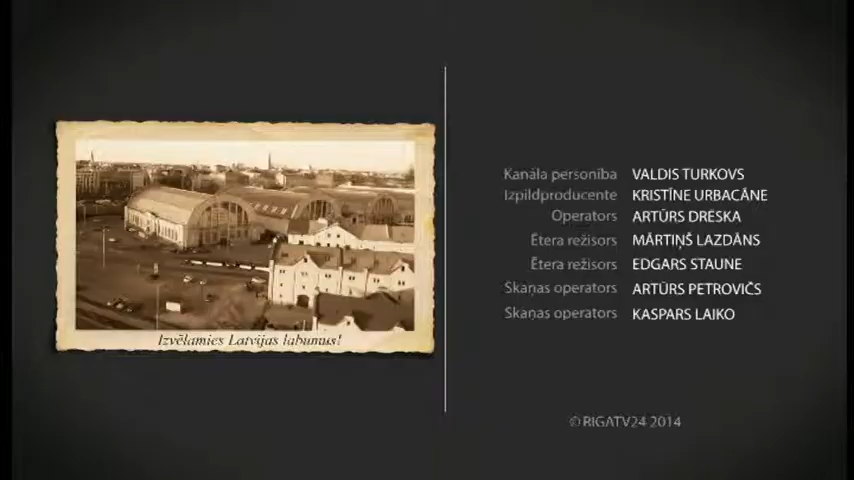 Izvēlamies Latvijas labumus!
Kanāla personība VALDIS TURKOVS
Izpildproducente KRISTĪNE URBACĀNE
Operators ARTŪRS DRĒSKA
Ētera režisors MĀRTIŅŠ LAZDĀNS
Ētera režisors EDGARS STAUNE
Skaņas operators ARTŪRS PETROVIČS
Skaņas operators KASPARS LAIKO
© RIGATV24 2014